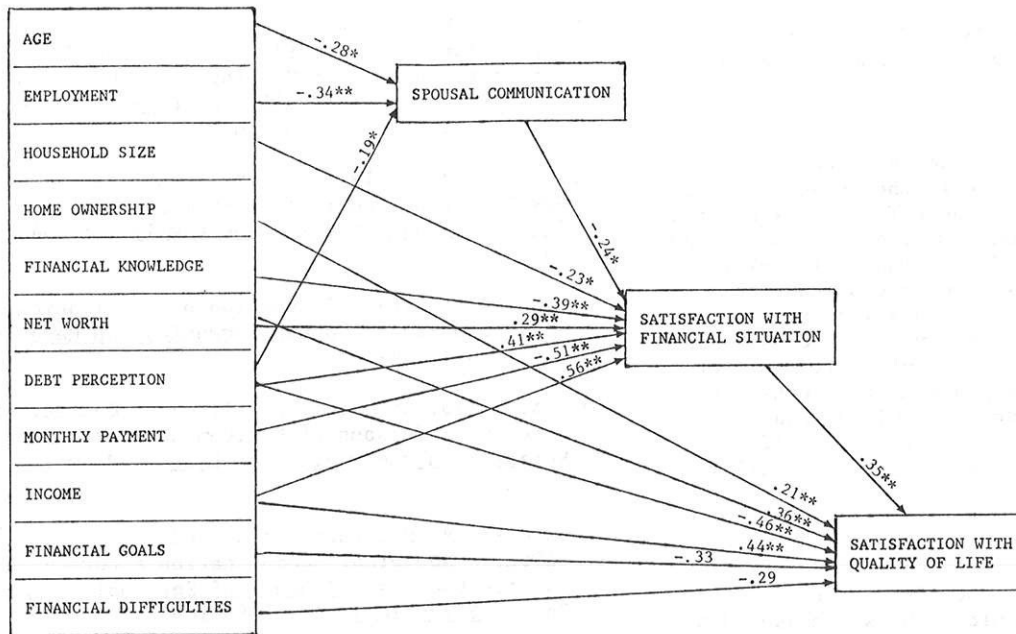 AGE
EMPLOYMENT
HOUSEHOLD SIZE
HOME OWNERSHIP
FINANCIAL KNOWLEDGE
NET WORTH
DEBT PERCEPTION
MONTHLY PAYMENT
INCOME
FINANCIAL GOALS
FINANCIAL DIFFICULTIES
-.28*
-.34**
-.19*
SPOUSAL COMMUNICATION
-.24*
-.23*
-.39**
.29**
.41**
-.51**
.56**
SATISFACTION WITH
FINANCIAL SITUATION
.35**
.21**
.36**
-.46**
.44**
-.33
-.29
SATISFACTION WITH
QUALITY OF LIFE